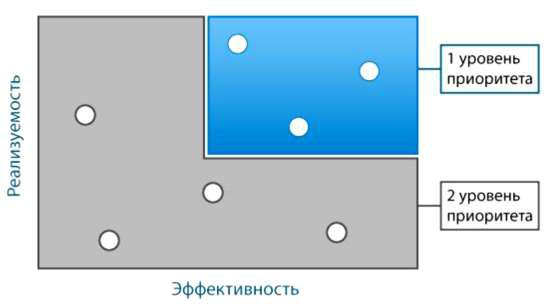 Реализуемость
1 уровень
приоритета
2 уровень
приоритета
Эффективность